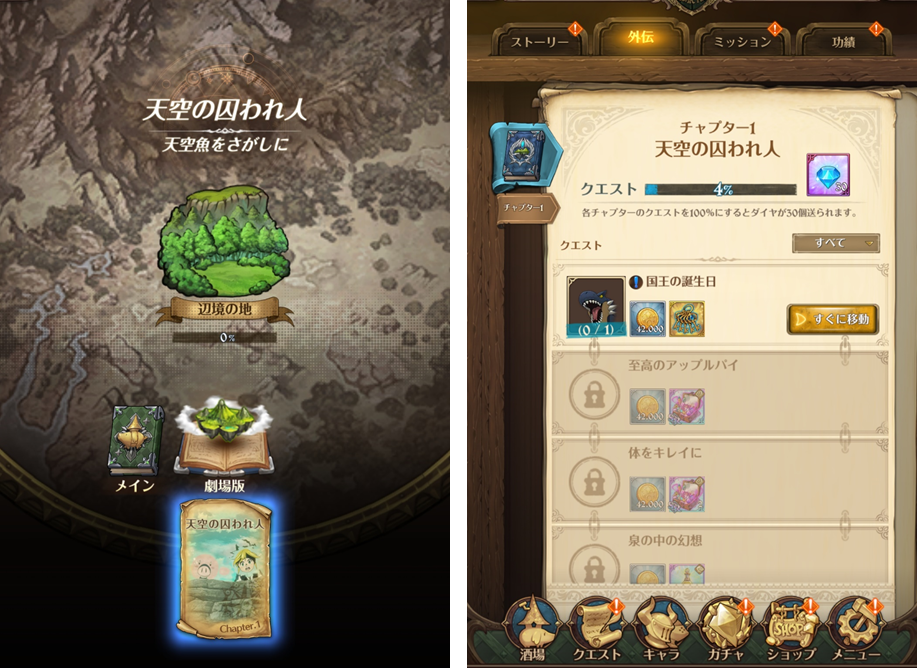 天空の囚われ人
天空魚をさがしに
辺境の地
0%
メイン
劇場版
天空の囚われ人
Chapter.1
ストーリー
外伝
ミッション
功績
チャプター1
天空の囚われ人
クエスト
4%
30
チャプター1
各チャプターのクエストを100%にするとダイヤが30個送られます。
クエスト
すべて
国王の誕生日
(0 / 1)
42,000
すぐに移動
至高のアップルパイ
42,000
体をキレイに
42,000
泉の中の幻想
酒場
クエスト
キャラ
ガチャ
SHOP
ショップ
メニュー